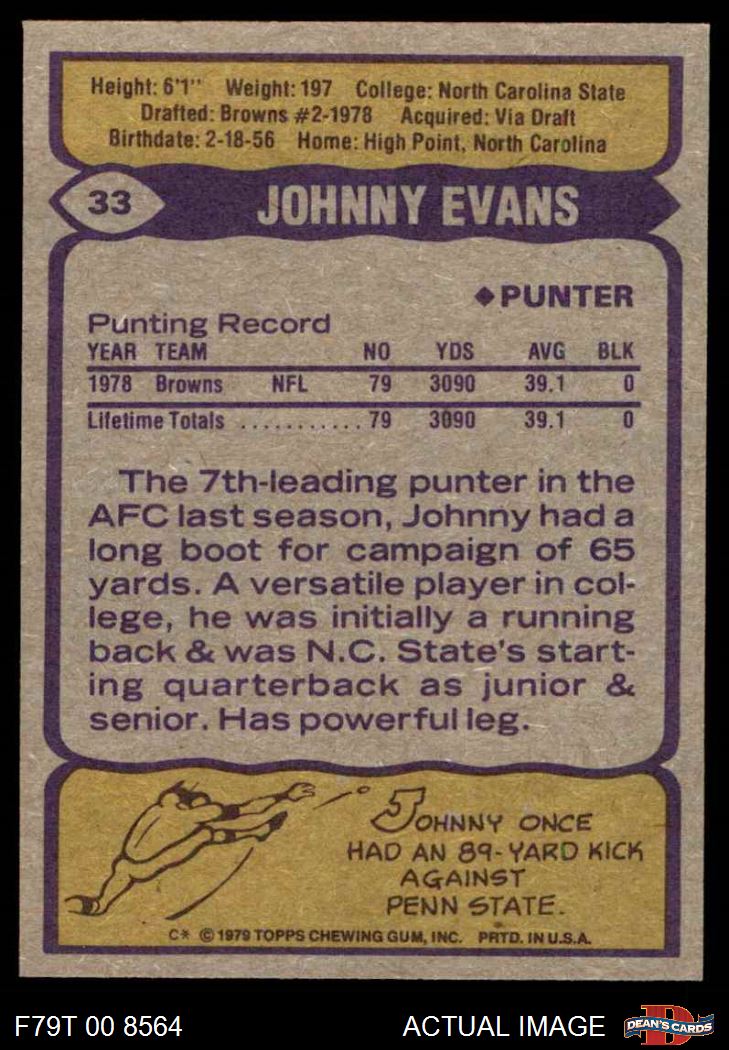 Height: 6'1" Weight: 197 College: North Carolina State
Drafted: Browns #2-1978 Acquired: Via Draft
Birthdate: 2-18-56 Home: High Point, North Carolina
33 JOHNNY EVANS
◆PUNTER
Punting Record
YEAR TEAM NO YDS AVG BLK
1978 Browns NFL 79 3090 39.1 0
Lifetime Totals ............ 79 3090 39.1 0
The 7th-leading punter in the
AFC last season, Johnny had a
long boot for campaign of 65
yards. A versatile player in col-
lege, he was initially a running
back & was N.C. State's start-
ing quarterback as junior &
senior. Has powerful leg.
JOHNNY ONCE
HAD AN 89-YARD KICK
AGAINST
PENN STATE.
C* © 1979 TOPPS CHEWING GUM, INC. PRTD. IN U.S.A.
F79T 00 8564 ACTUAL IMAGE D DEAN'S CARDS